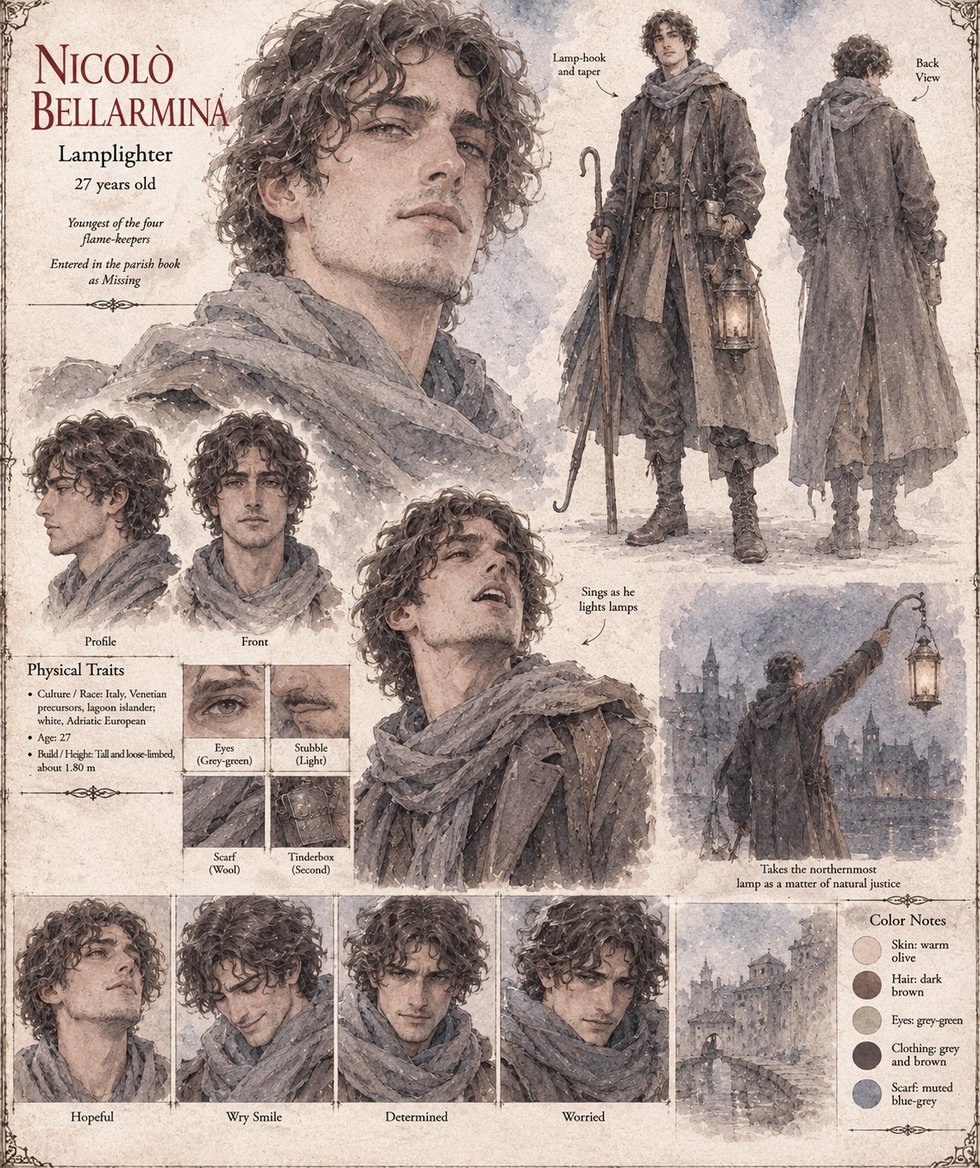 NICOLÒ
BELLARMINA
Lamplighter
27 years old
Youngest of the four
flame-keepers
Entered in the parish book
as Missing
Lamp-hook
and taper
Back
View
Profile
Front
Sings as he
lights lamps
Physical Traits
• Culture / Race: Italy, Venetian
precursors, lagoon islander;
white, Adriatic European
• Age: 27
• Build / Height: Tall and loose-limbed,
about 1.80 m
Eyes
(Grey-green)
Stubble
(Light)
Scarf
(Wool)
Tinderbox
(Second)
Takes the northernmost
lamp as a matter of natural justice
Hopeful
Wry Smile
Determined
Worried
Color Notes
Skin: warm
olive
Hair: dark
brown
Eyes: grey-green
Clothing: grey
and brown
Scarf: muted
blue-grey